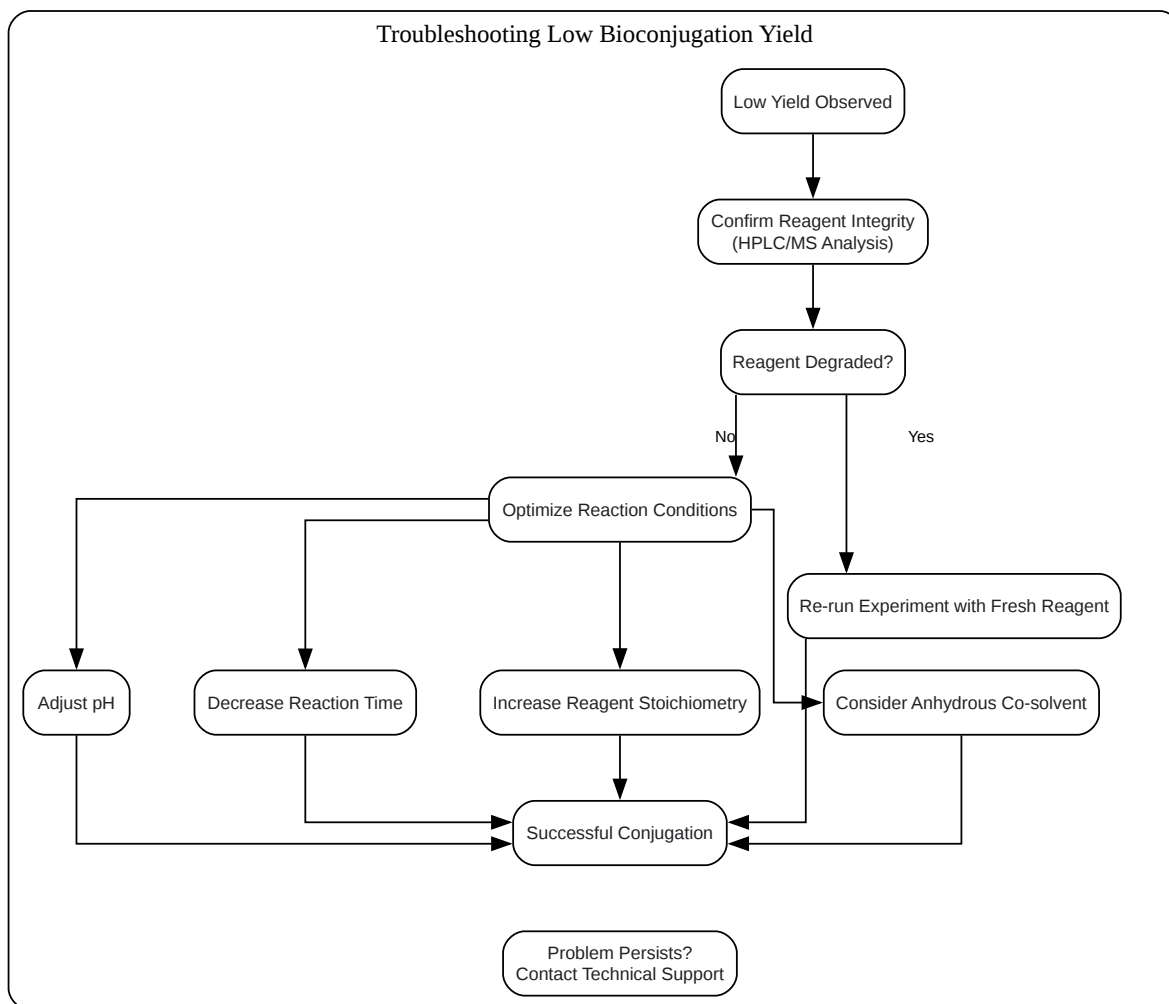 Troubleshooting Low Bioconjugation Yield
Low Yield Observed
Confirm Reagent Integrity
(HPLC/MS Analysis)
Reagent Degraded?
No
Yes
Optimize Reaction Conditions
Re-run Experiment with Fresh Reagent
Adjust pH
Decrease Reaction Time
Increase Reagent Stoichiometry
Consider Anhydrous Co-solvent
Successful Conjugation
Problem Persists?
Contact Technical Support